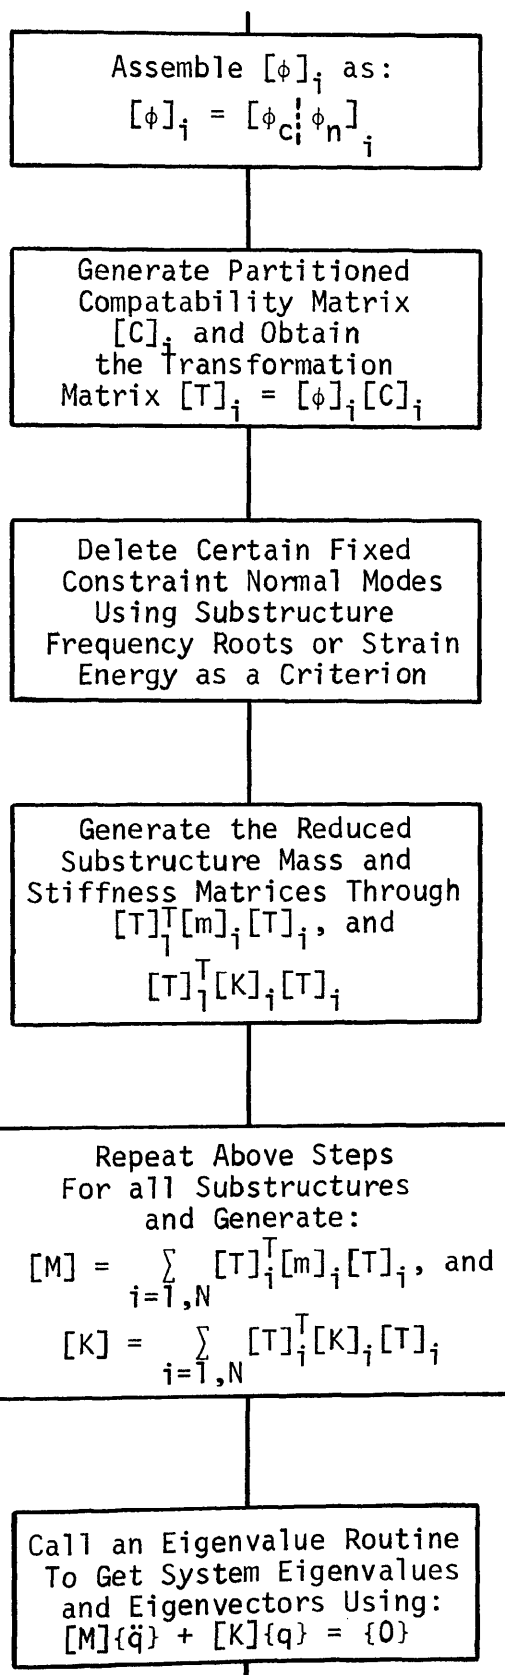 Assemble [ϕ]i as:
[ϕ]i = [ϕc¦ϕn]i
Generate Partitioned
Compatability Matrix
[C]i and Obtain
the Transformation
Matrix [T]i = [ϕ]i[C]i
Delete Certain Fixed
Constraint Normal Modes
Using Substructure
Frequency Roots or Strain
Energy as a Criterion
Generate the Reduced
Substructure Mass and
Stiffness Matrices Through
[T]iT[m]i[T]i, and
[T]iT[K]i[T]i
Repeat Above Steps
For all Substructures
and Generate:
[M] = ∑ [T]iT[m]i[T]i, and
i=1,N
[K] = ∑ [T]iT[K]i[T]i
i=1,N
Call an Eigenvalue Routine
To Get System Eigenvalues
and Eigenvectors Using:
[M]{q̈} + [K]{q} = {0}